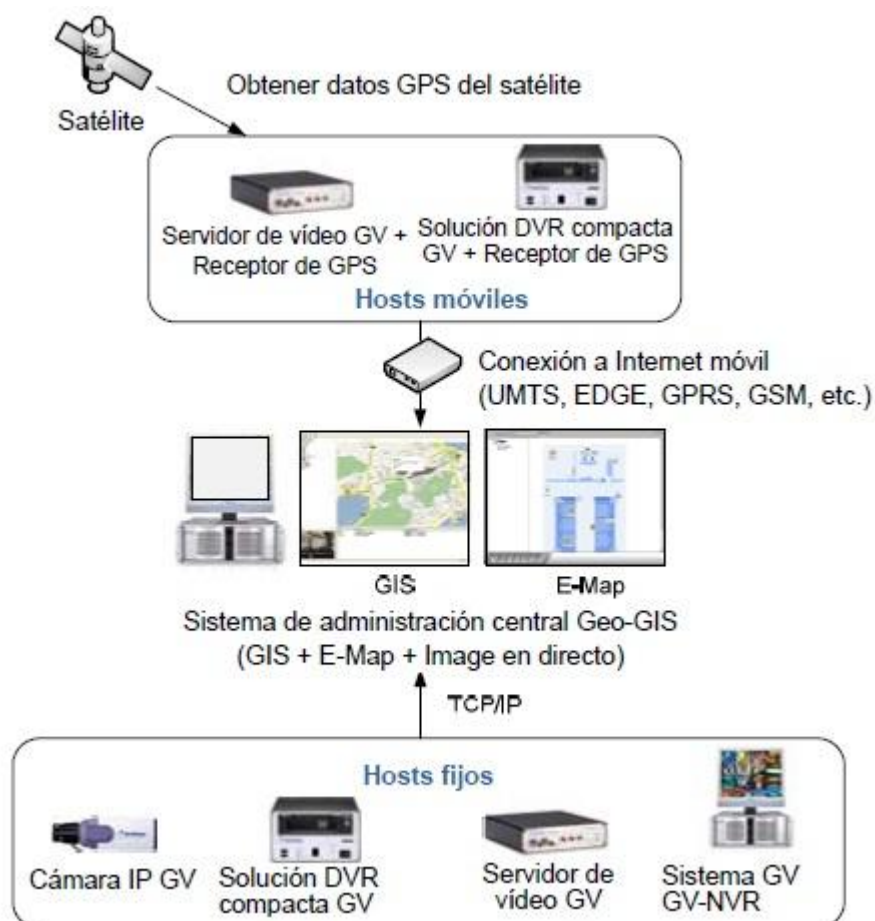 Obtener datos GPS del satélite
Satélite
Servidor de vídeo GV +
Receptor de GPS
Solución DVR compacta
GV + Receptor de GPS
Hosts móviles
Conexión a Internet móvil
(UMTS, EDGE, GPRS, GSM, etc.)
GIS
E-Map
Sistema de administración central Geo-GIS
(GIS + E-Map + Image en directo)
TCP/IP
Hosts fijos
Cámara IP GV
Solución DVR
compacta GV
Servidor de
vídeo GV
Sistema GV
GV-NVR